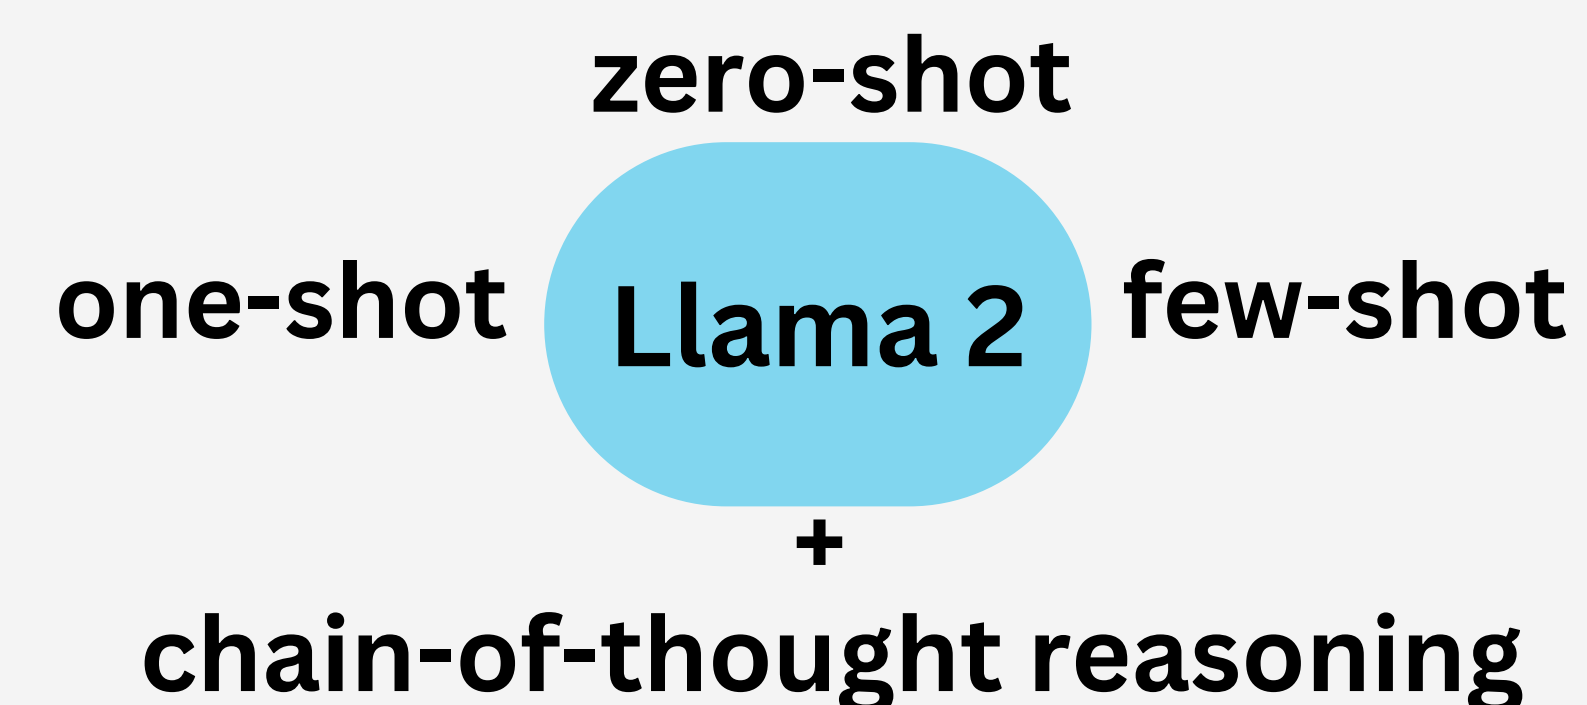 zero-shot
one-shot
Llama 2
few-shot
+
chain-of-thought reasoning